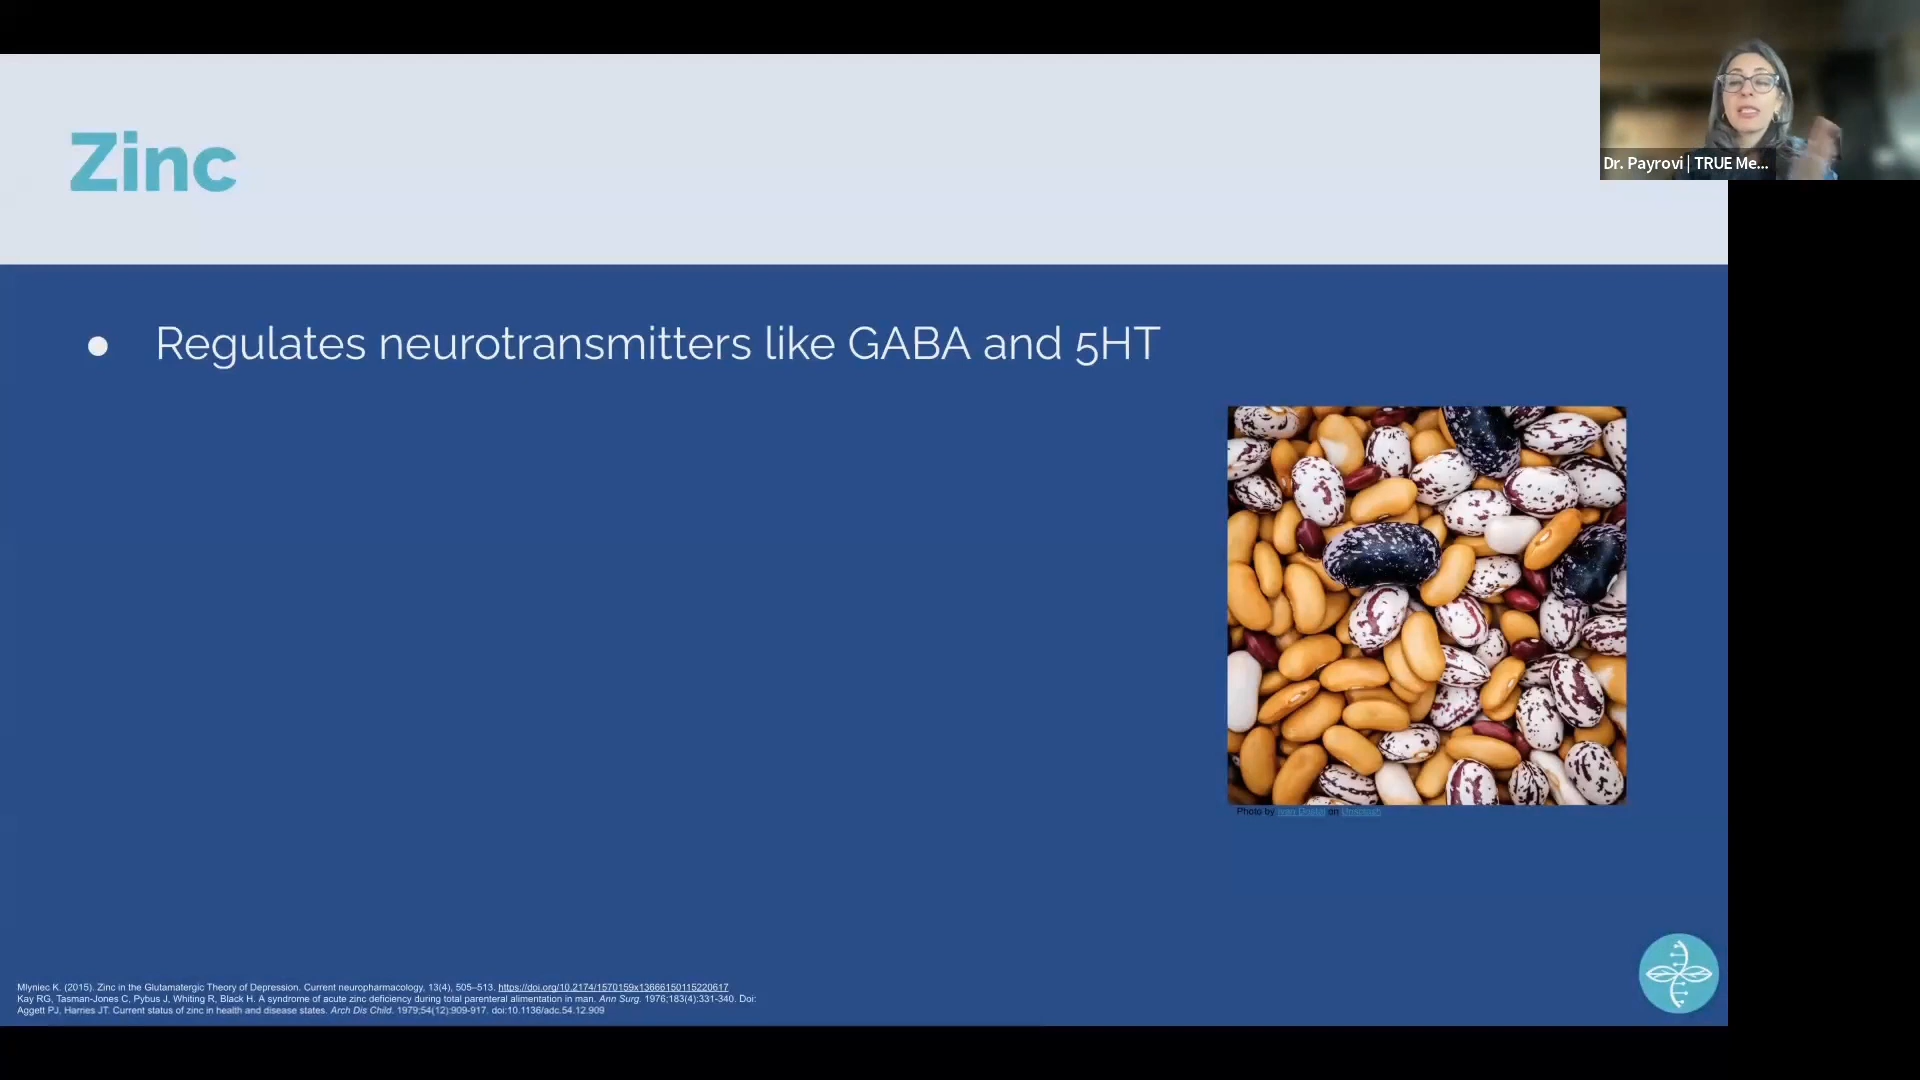 Zinc
Dr. Payrovi | TRUE Me...
● Regulates neurotransmitters like GABA and 5HT
Photo by Ivan Dostál on Unsplash
Mlyniec K. (2015). Zinc in the Glutamatergic Theory of Depression. Current neuropharmacology, 13(4), 505–513. https://doi.org/10.2174/1570159x13666150115220617
Kay RG, Tasman-Jones C, Pybus J, Whiting R, Black H. A syndrome of acute zinc deficiency during total parenteral alimentation in man. Ann Surg. 1976;183(4):331-340. Doi:
Aggett PJ, Harries JT. Current status of zinc in health and disease states. Arch Dis Child. 1979;54(12):909-917. doi:10.1136/adc.54.12.909